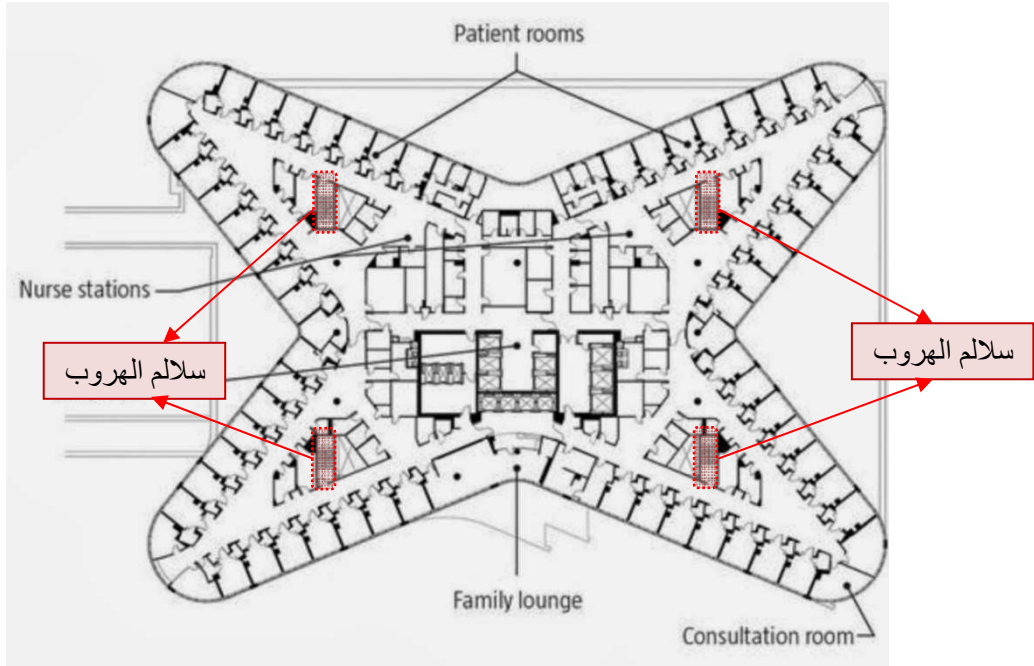 Patient rooms
Nurse stations
سلالم الهروب
سلالم الهروب
Family lounge
Consultation room